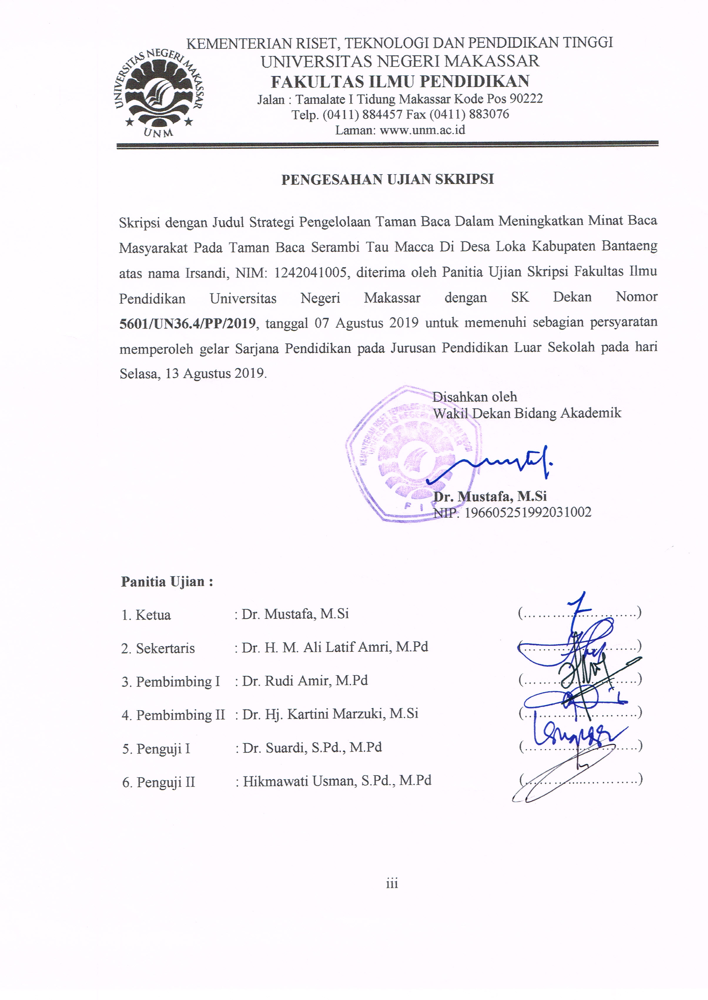 KEMENTERIAN RISET, TEKNOLOGI DAN PENDIDIKAN TINGGI
UNIVERSITAS NEGERI MAKASSAR
FAKULTAS ILMU PENDIDIKAN
Jalan : Tamalate I Tidung Makassar Kode Pos 90222
Telp. (0411) 884457 Fax (0411) 883076
Laman: www.unm.ac.id
UNIVERSITAS NEGERI MAKASSAR
UNM
PENGESAHAN UJIAN SKRIPSI
Skripsi dengan Judul Strategi Pengelolaan Taman Baca Dalam Meningkatkan Minat Baca
Masyarakat Pada Taman Baca Serambi Tau Macca Di Desa Loka Kabupaten Bantaeng
atas nama Irsandi, NIM: 1242041005, diterima oleh Panitia Ujian Skripsi Fakultas Ilmu
Pendidikan Universitas Negeri Makassar dengan SK Dekan Nomor
5601/UN36.4/PP/2019, tanggal 07 Agustus 2019 untuk memenuhi sebagian persyaratan
memperoleh gelar Sarjana Pendidikan pada Jurusan Pendidikan Luar Sekolah pada hari
Selasa, 13 Agustus 2019.
Disahkan oleh
Wakil Dekan Bidang Akademik
KEMENTERIAN RISET, TEKNOLOGI TINGGI
UNIVERSITAS NEGERI MAKASSAR
FIP
Dr. Mustafa, M.Si
NIP. 196605251992031002
Panitia Ujian :
1. Ketua : Dr. Mustafa, M.Si (..........................)
2. Sekertaris : Dr. H. M. Ali Latif Amri, M.Pd (..........................)
3. Pembimbing I : Dr. Rudi Amir, M.Pd (..........................)
4. Pembimbing II : Dr. Hj. Kartini Marzuki, M.Si (..........................)
5. Penguji I : Dr. Suardi, S.Pd., M.Pd (..........................)
6. Penguji II : Hikmawati Usman, S.Pd., M.Pd (..........................)
iii